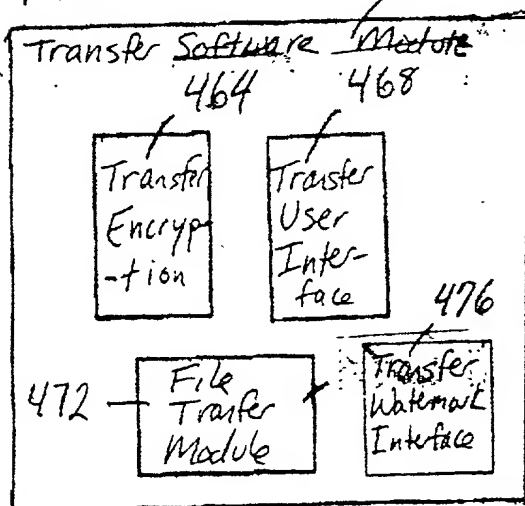 Transfer Software Module
464
468
Transfer
Encryp-
-tion
Transfer
User
Inter-
face
476
472
File
Tranfer
Module
Transfer
Watermark
Interface